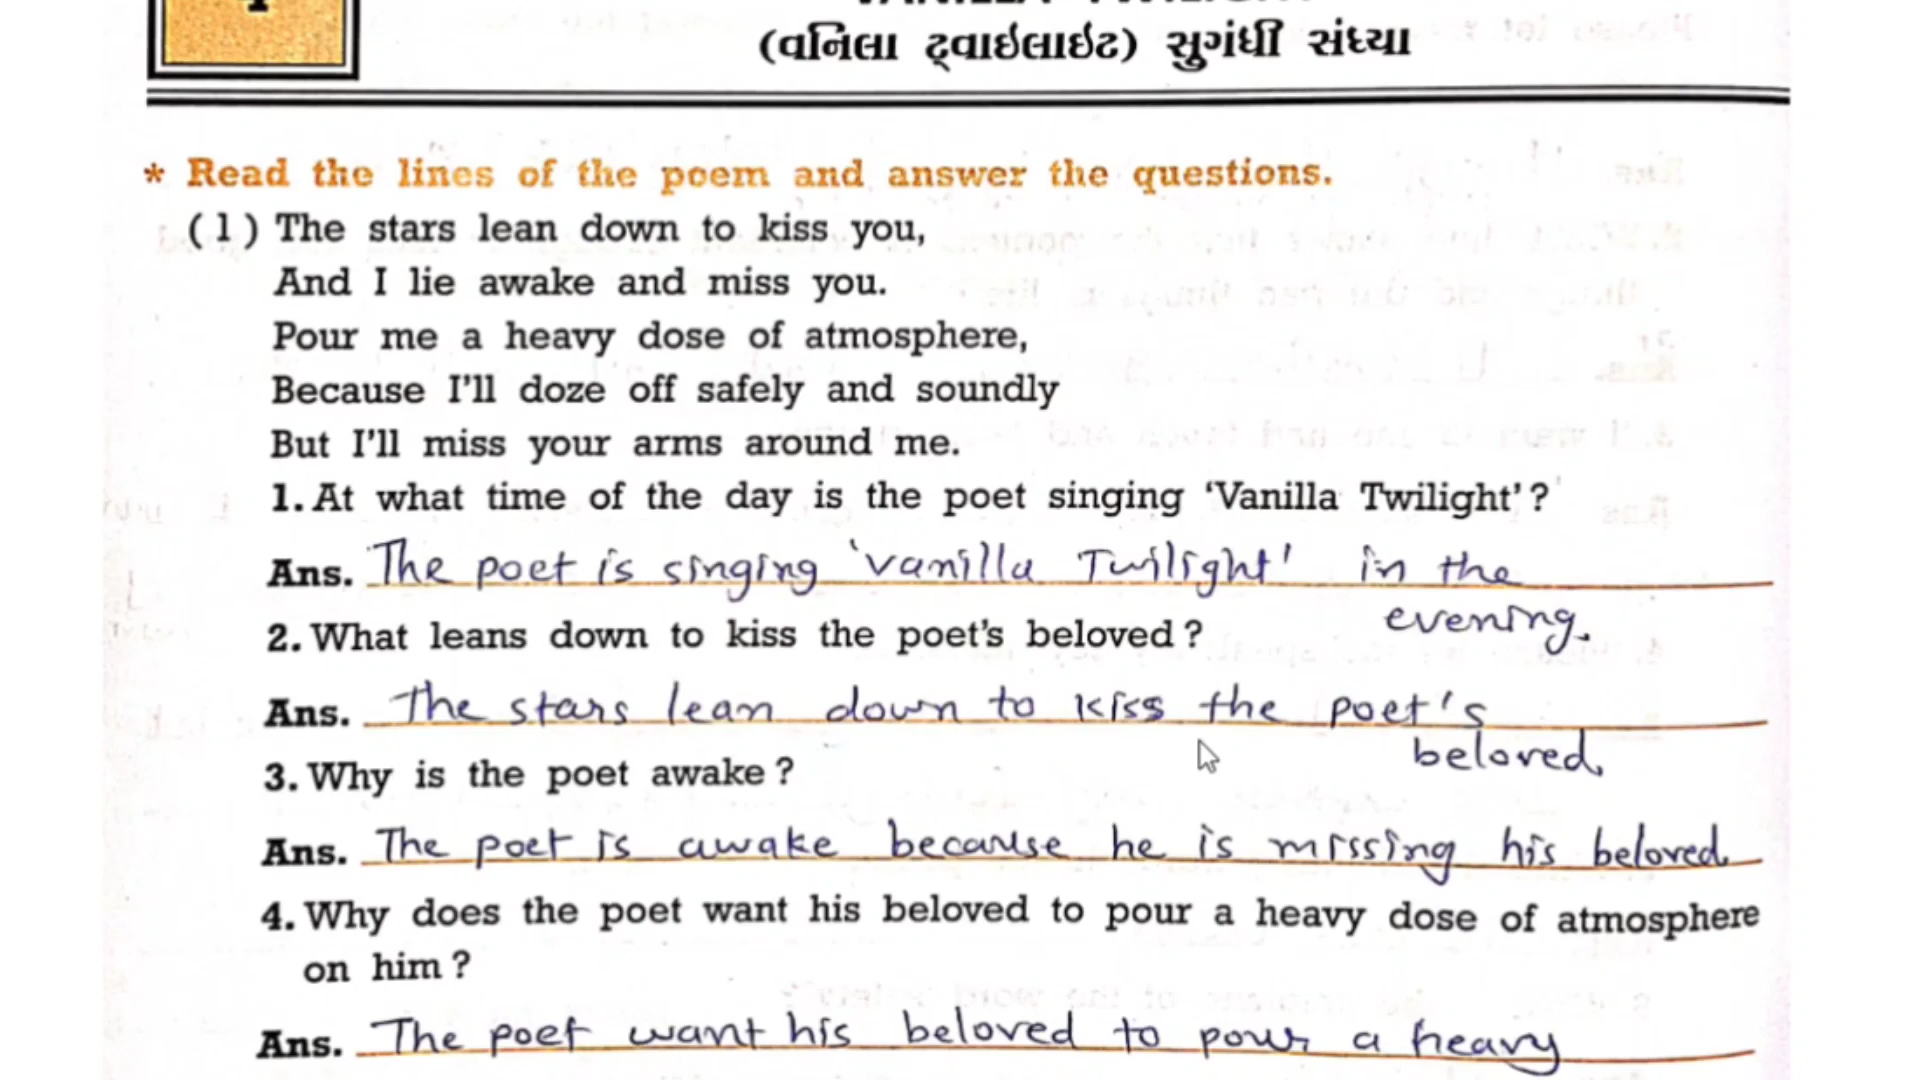 (વનિલા ટ્વાઇલાઇટ) સુગંધી સંધ્યા
* Read the lines of the poem and answer the questions.
(1) The stars lean down to kiss you,
And I lie awake and miss you.
Pour me a heavy dose of atmosphere,
Because I'll doze off safely and soundly
But I'll miss your arms around me.
1. At what time of the day is the poet singing 'Vanilla Twilight'?
Ans. The poet is singing 'vanilla Twilight' in the
evening.
2. What leans down to kiss the poet's beloved?
Ans. The stars lean down to kiss the poet's
beloved.
3. Why is the poet awake?
Ans. The poet is awake because he is missing his beloved.
4. Why does the poet want his beloved to pour a heavy dose of atmosphere
on him?
Ans. The poet want his beloved to pour a heavy